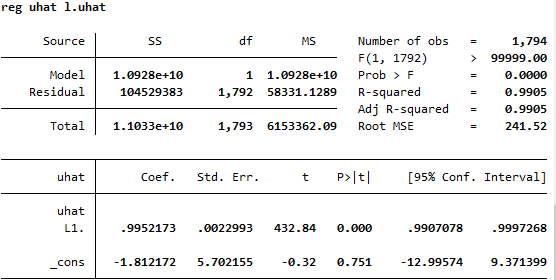 reg uhat l.uhat
Source SS df MS Number of obs = 1,794
F(1, 1792) > 99999.00
Model 1.0928e+10 1 1.0928e+10 Prob > F = 0.0000
Residual 104529383 1,792 58331.1289 R-squared = 0.9905
Adj R-squared = 0.9905
Total 1.1033e+10 1,793 6153362.09 Root MSE = 241.52
uhat Coef. Std. Err. t P>|t| [95% Conf. Interval]
uhat
L1. .9952173 .0022993 432.84 0.000 .9907078 .9997268
_cons -1.812172 5.702155 -0.32 0.751 -12.99574 9.371399